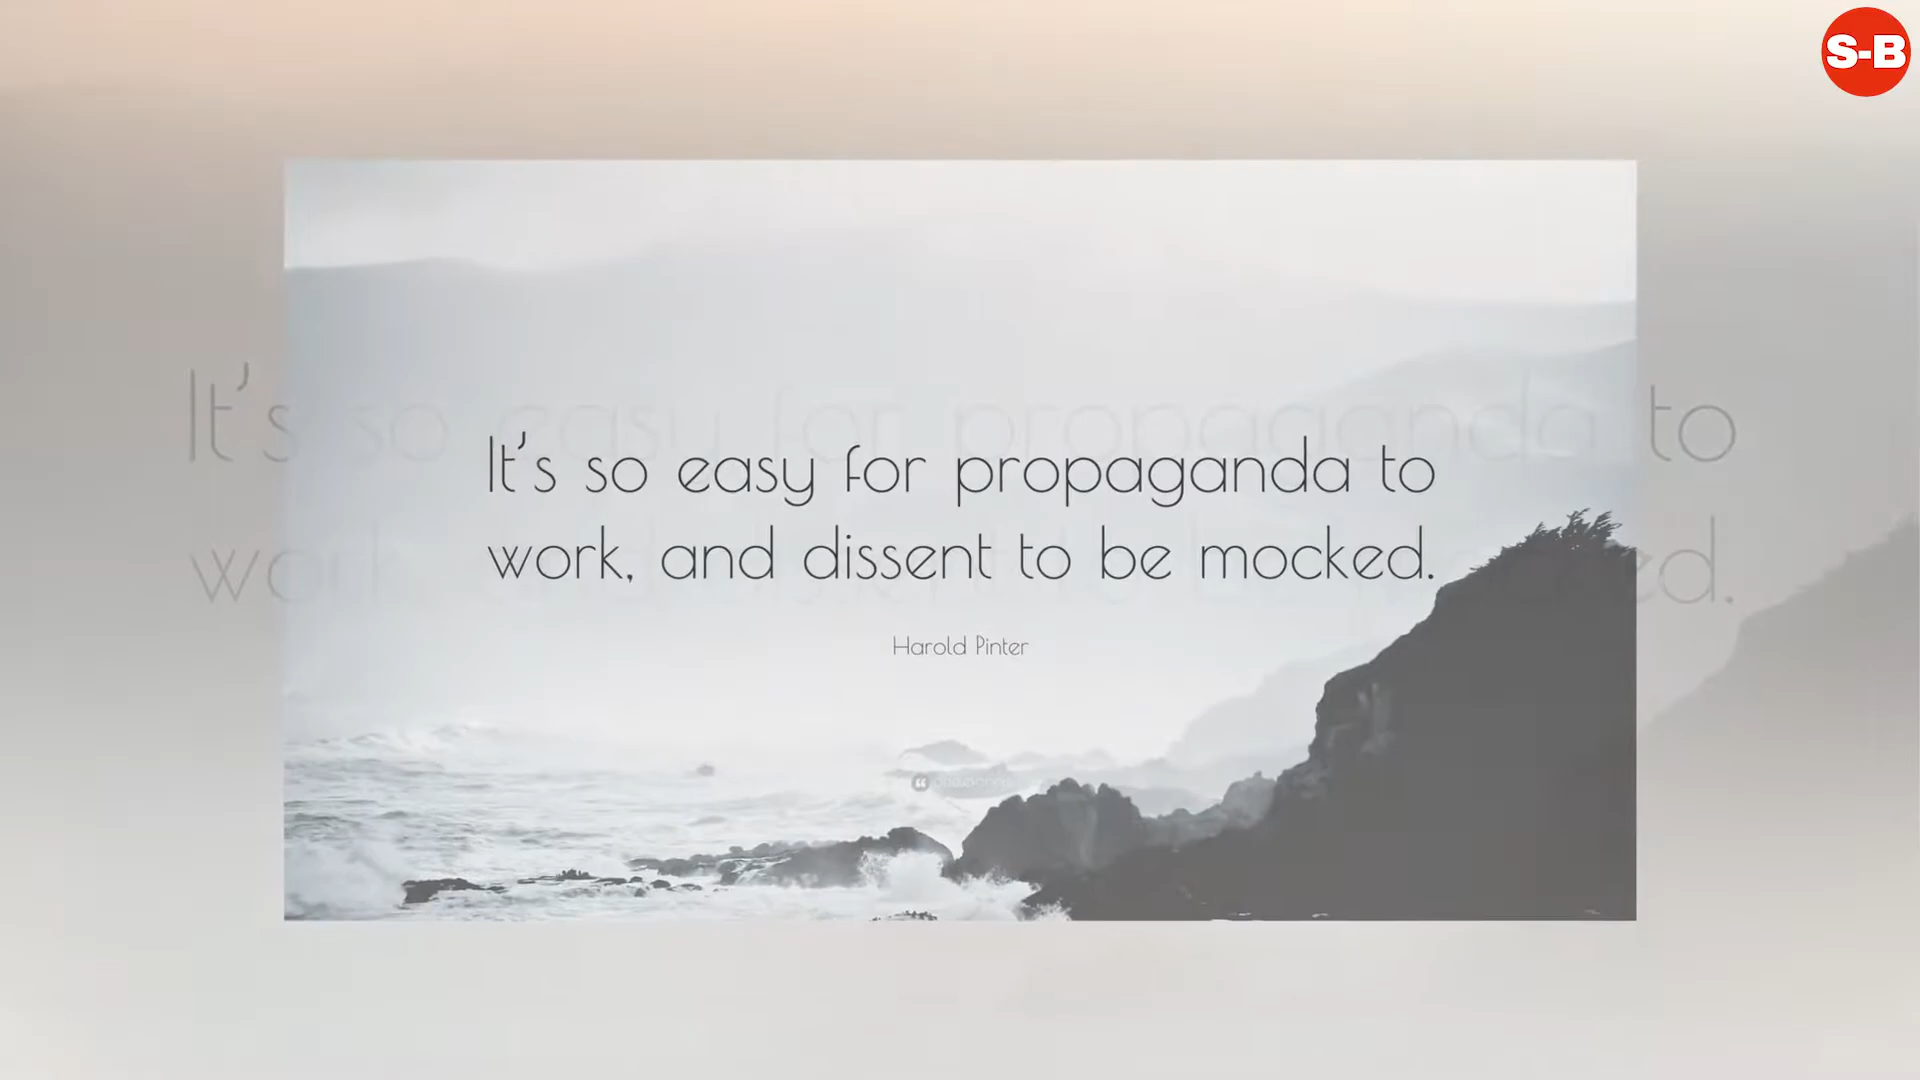 S-B
It's so easy for propaganda to
work, and dissent to be mocked.
Harold Pinter